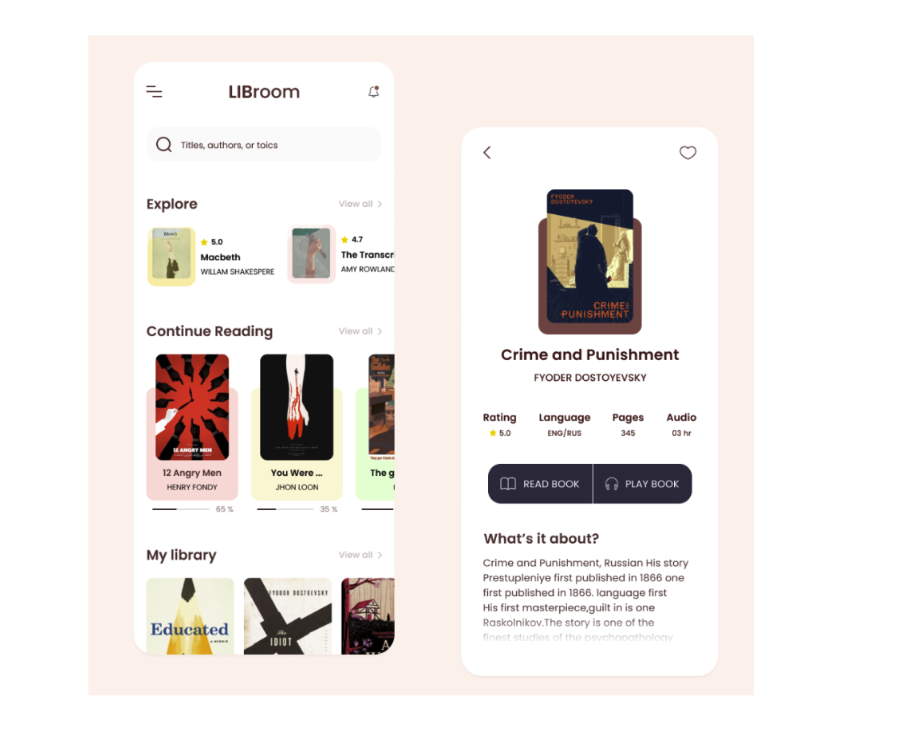 LIBroom
Titles, authors, or toics
Explore
View all
5.0
Macbeth
WILLAM SHAKESPERE
4.7
The Transcr
AMY ROWLAND
Continue Reading
View all
12 ANGRY MEN
12 Angry Men
HENRY FONDY
65 %
You Were ...
JHON LOON
35 %
The g
My library
View all
Educated
A MEMOIR
FYODOR DOSTOEVSKY
The
IDIOT
A
FYODOR
DOSTOYEVSKY
CRIME AND
PUNISHMENT
Crime and Punishment
FYODER DOSTOYEVSKY
Rating
Language
Pages
Audio
5.0
ENG/RUS
345
03 hr
READ BOOK
PLAY BOOK
What's it about?
Crime and Punishment, Russian His story
Prestupleniye first published in 1866 one
first published in 1866. language first
His first masterpiece,guilt in is one
Raskolnikov.The story is one of the
finest studies of the psychopathology